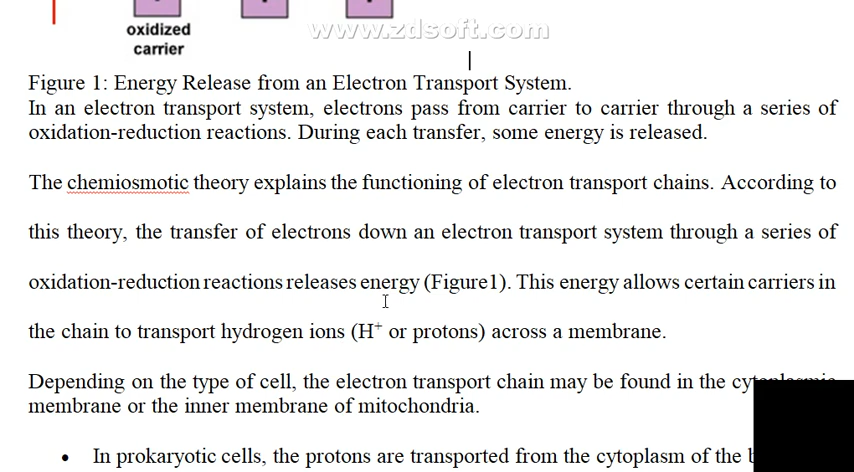 oxidized
carrier
www.zdsoft.com
Figure 1: Energy Release from an Electron Transport System.
In an electron transport system, electrons pass from carrier to carrier through a series of
oxidation-reduction reactions. During each transfer, some energy is released.
The chemiosmotic theory explains the functioning of electron transport chains. According to
this theory, the transfer of electrons down an electron transport system through a series of
oxidation-reduction reactions releases energy (Figure1). This energy allows certain carriers in
the chain to transport hydrogen ions (H⁺ or protons) across a membrane.
Depending on the type of cell, the electron transport chain may be found in the
membrane or the inner membrane of mitochondria.
• In prokaryotic cells, the protons are transported from the cytoplasm of the